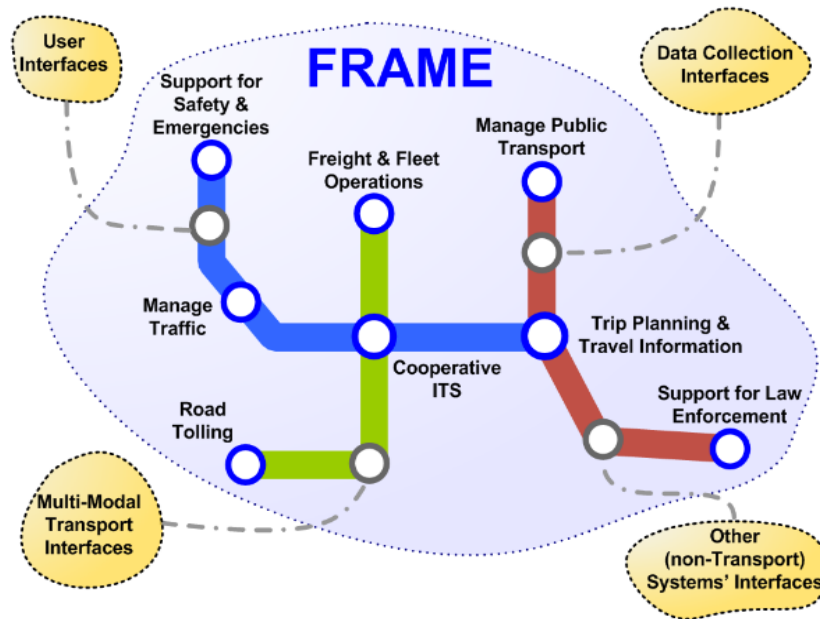 User
Interfaces
FRAME
Data Collection
Interfaces
Support for
Safety &
Emergencies
Freight & Fleet
Operations
Manage Public
Transport
Manage
Traffic
Cooperative
ITS
Trip Planning &
Travel Information
Road
Tolling
Support for Law
Enforcement
Multi-Modal
Transport
Interfaces
Other
(non-Transport)
Systems' Interfaces